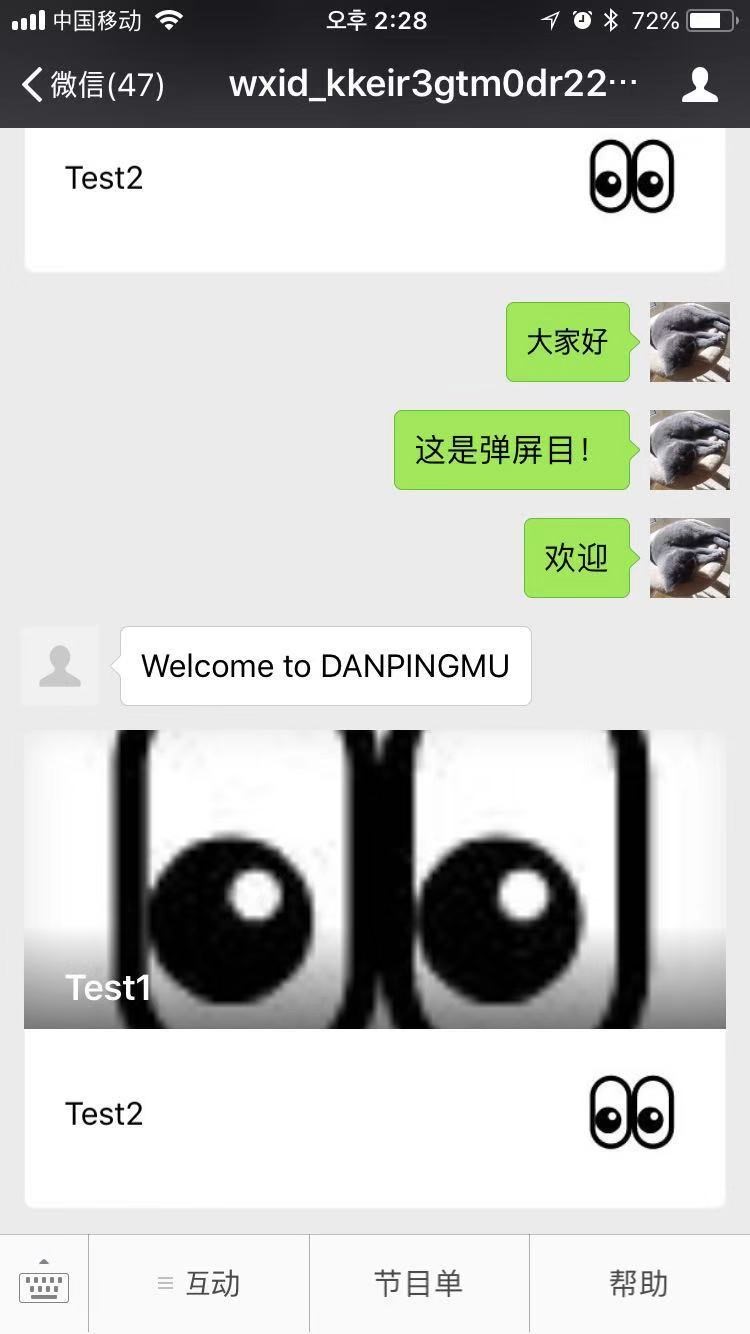 中国移动 오후 2:28 72%
微信(47) wxid_kkeir3gtm0dr22…
Test2
大家好
这是弹屏目！
欢迎
Welcome to DANPINGMU
Test1
Test2
互动 节目单 帮助